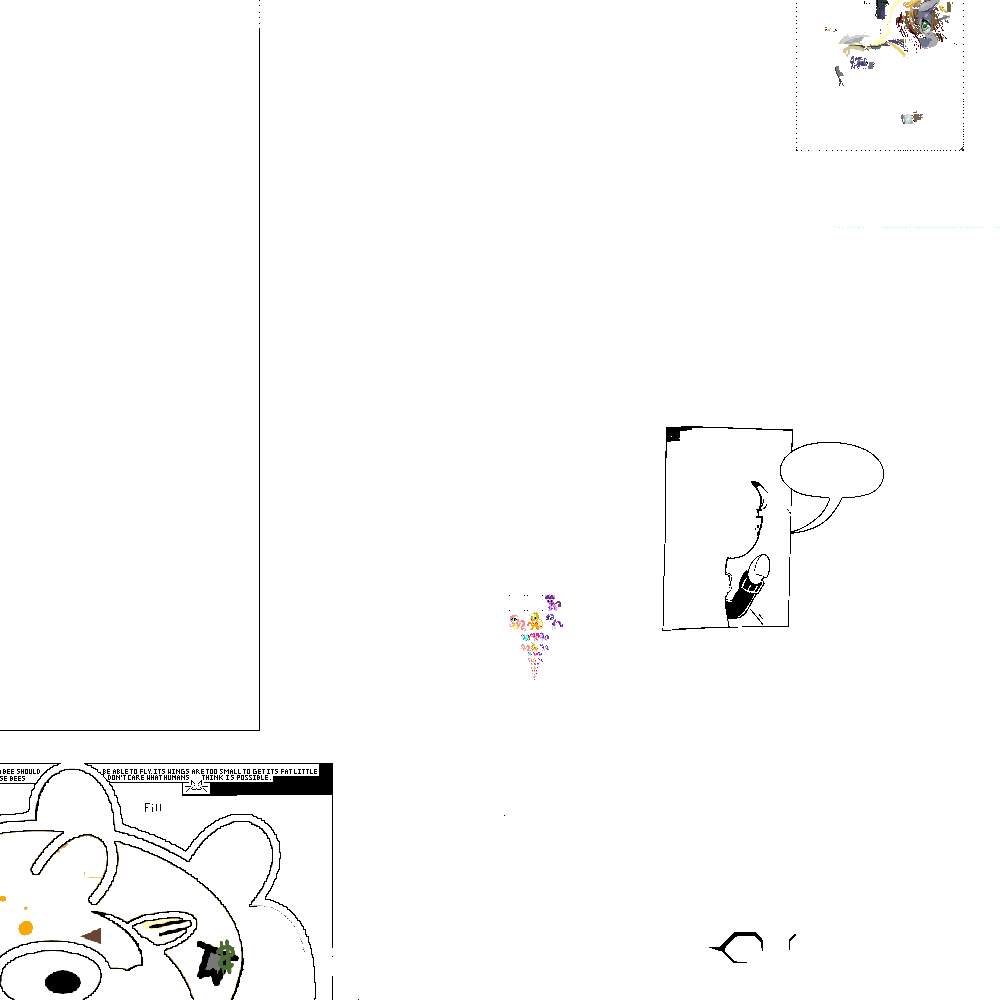 BEE SHOULD BE ABLE TO FLY. ITS WINGS ARE TOO SMALL TO GET ITS FAT LITTLE
SE BEES DON'T CARE WHAT HUMANS THINK IS POSSIBLE.
Fill